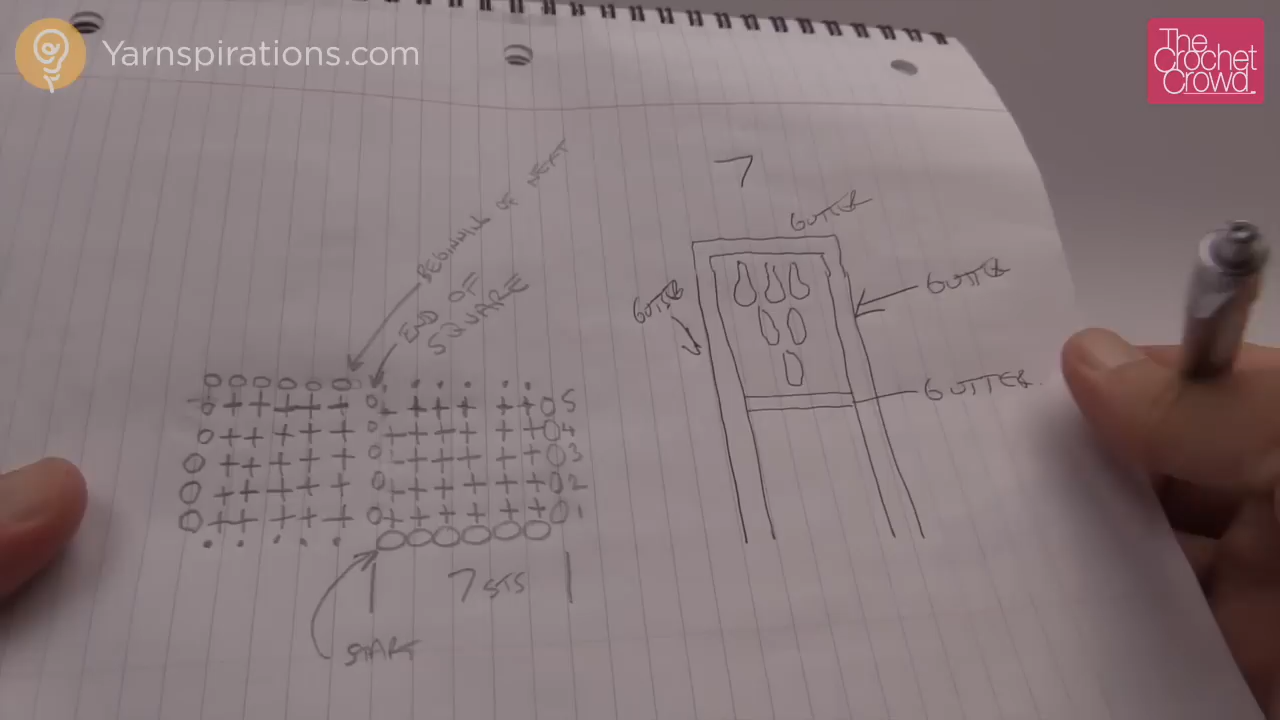 Yarnspirations.com
The
Crochet
Crowd
BEGINNING OF NEXT
END OF
SQUARE
5
4
3
2
1
7 STS
START
7
GUTTER
GUTTER
GUTTER
GUTTER.